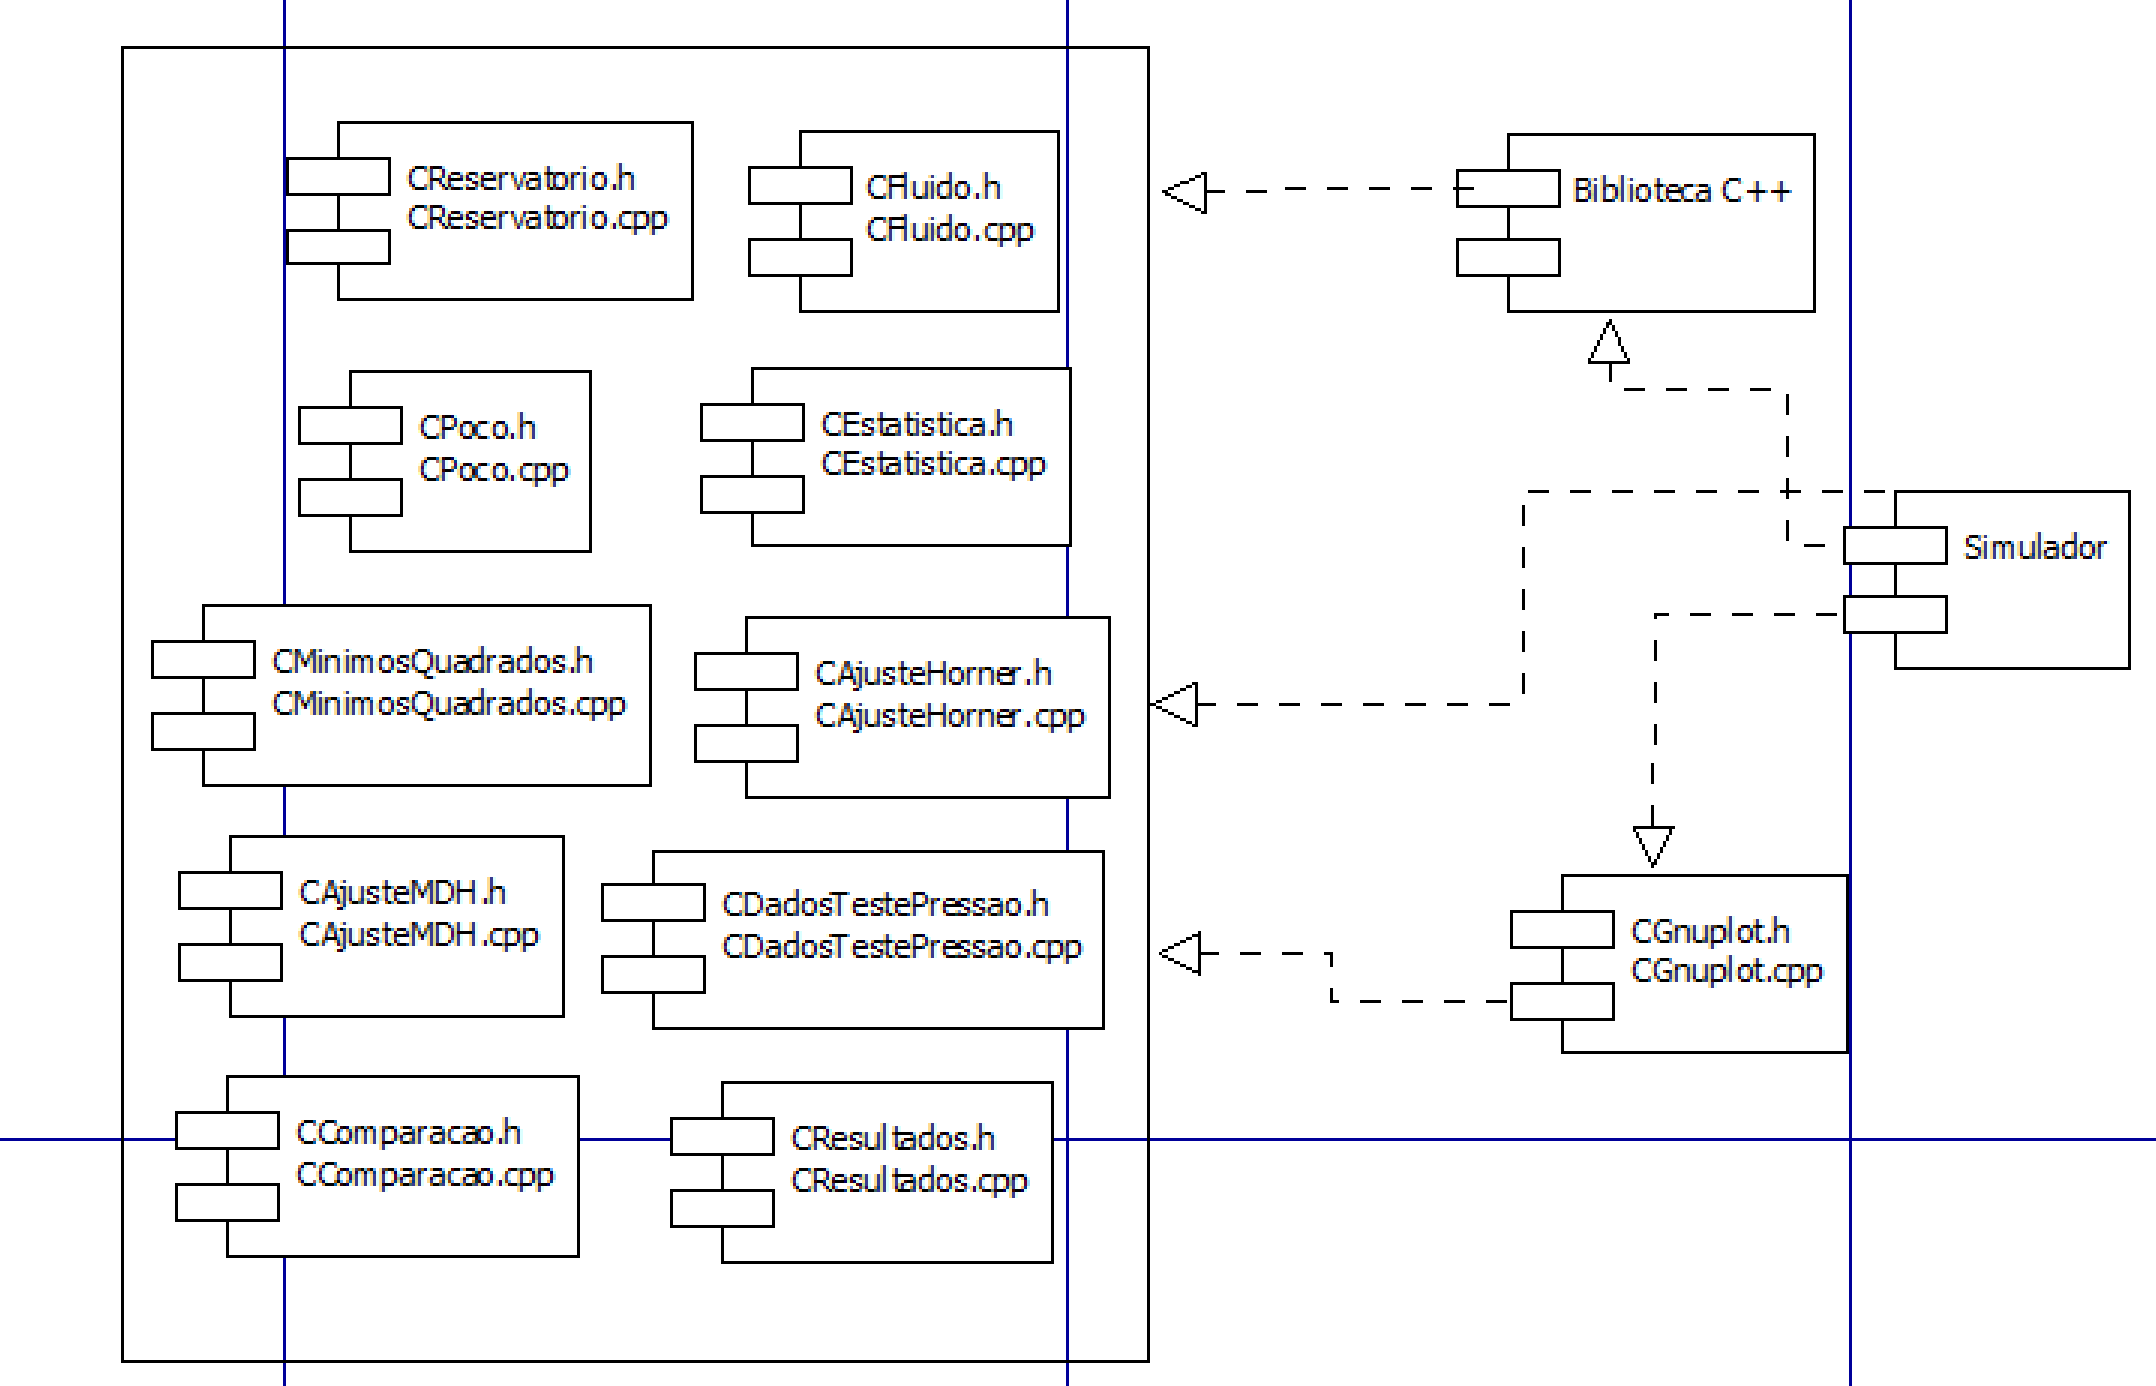 CReservatorio.h
CReservatorio.cpp
CFluido.h
CFluido.cpp
Biblioteca C++
CPoco.h
CPoco.cpp
CEstatistica.h
CEstatistica.cpp
Simulador
CMinimosQuadrados.h
CMinimosQuadrados.cpp
CAjusteHorner.h
CAjusteHorner.cpp
CAjusteMDH.h
CAjusteMDH.cpp
CDadosTestePressao.h
CDadosTestePressao.cpp
CGnuplot.h
CGnuplot.cpp
CComparacao.h
CComparacao.cpp
CResultados.h
CResultados.cpp